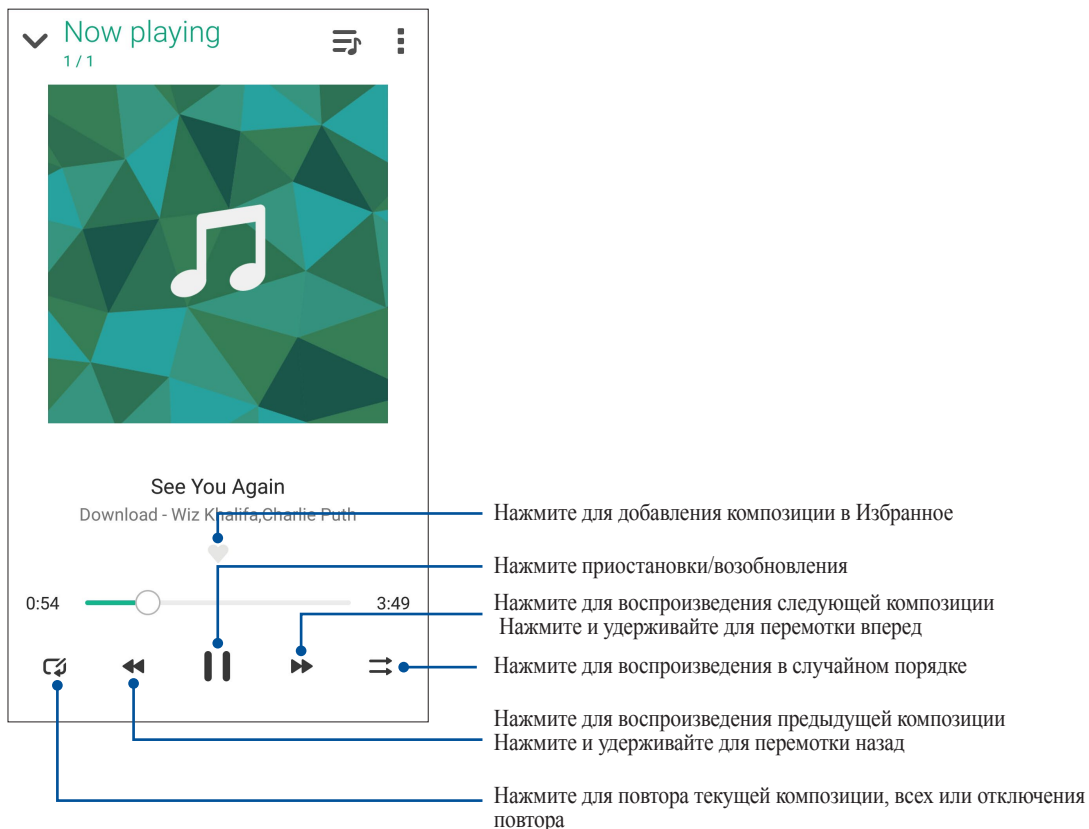 Now playing
1 / 1
See You Again
Download - Wiz Khalifa,Charlie Puth
Нажмите для добавления композиции в Избранное
Нажмите приостановки/возобновления
0:54
3:49
Нажмите для воспроизведения следующей композиции
Нажмите и удерживайте для перемотки вперед
Нажмите для воспроизведения в случайном порядке
Нажмите для воспроизведения предыдущей композиции
Нажмите и удерживайте для перемотки назад
Нажмите для повтора текущей композиции, всех или отключения
повтора